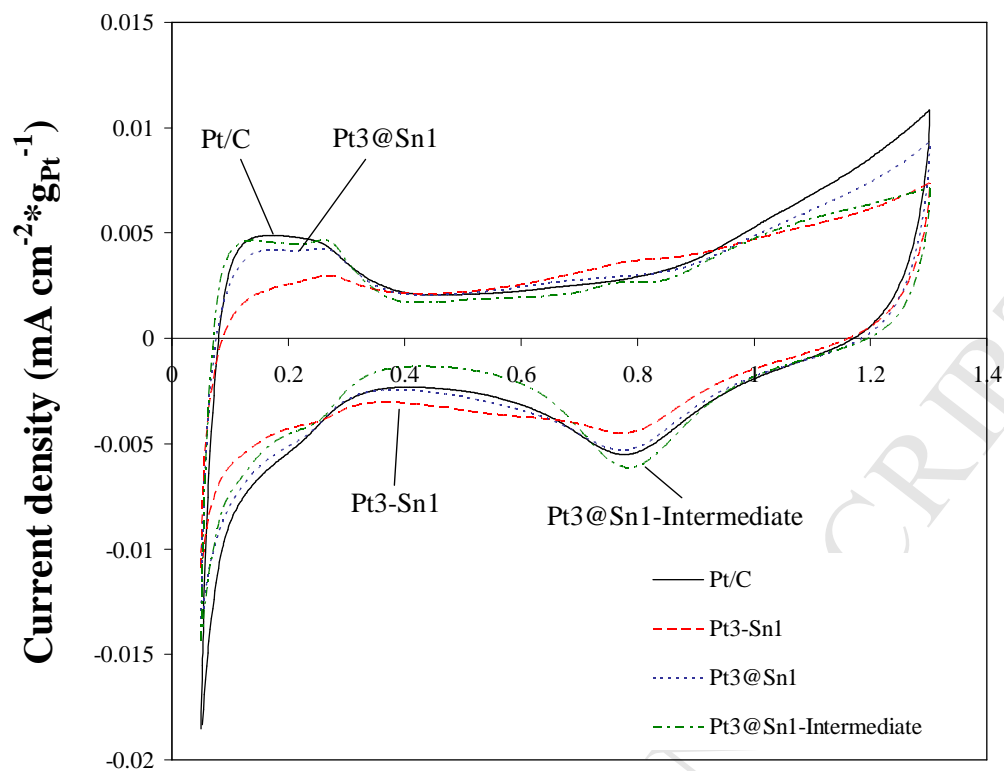 0.015
0.01
0.005
0
-0.005
-0.01
-0.015
-0.02
0
0.2
0.4
0.6
0.8
1.0
1.2
1.4
Current density (mA cm-2*gPt-1)
Pt/C
Pt3@Sn1
Pt3-Sn1
Pt3@Sn1-Intermediate
Pt/C
Pt3-Sn1
Pt3@Sn1
Pt3@Sn1-Intermediate
CRIPT